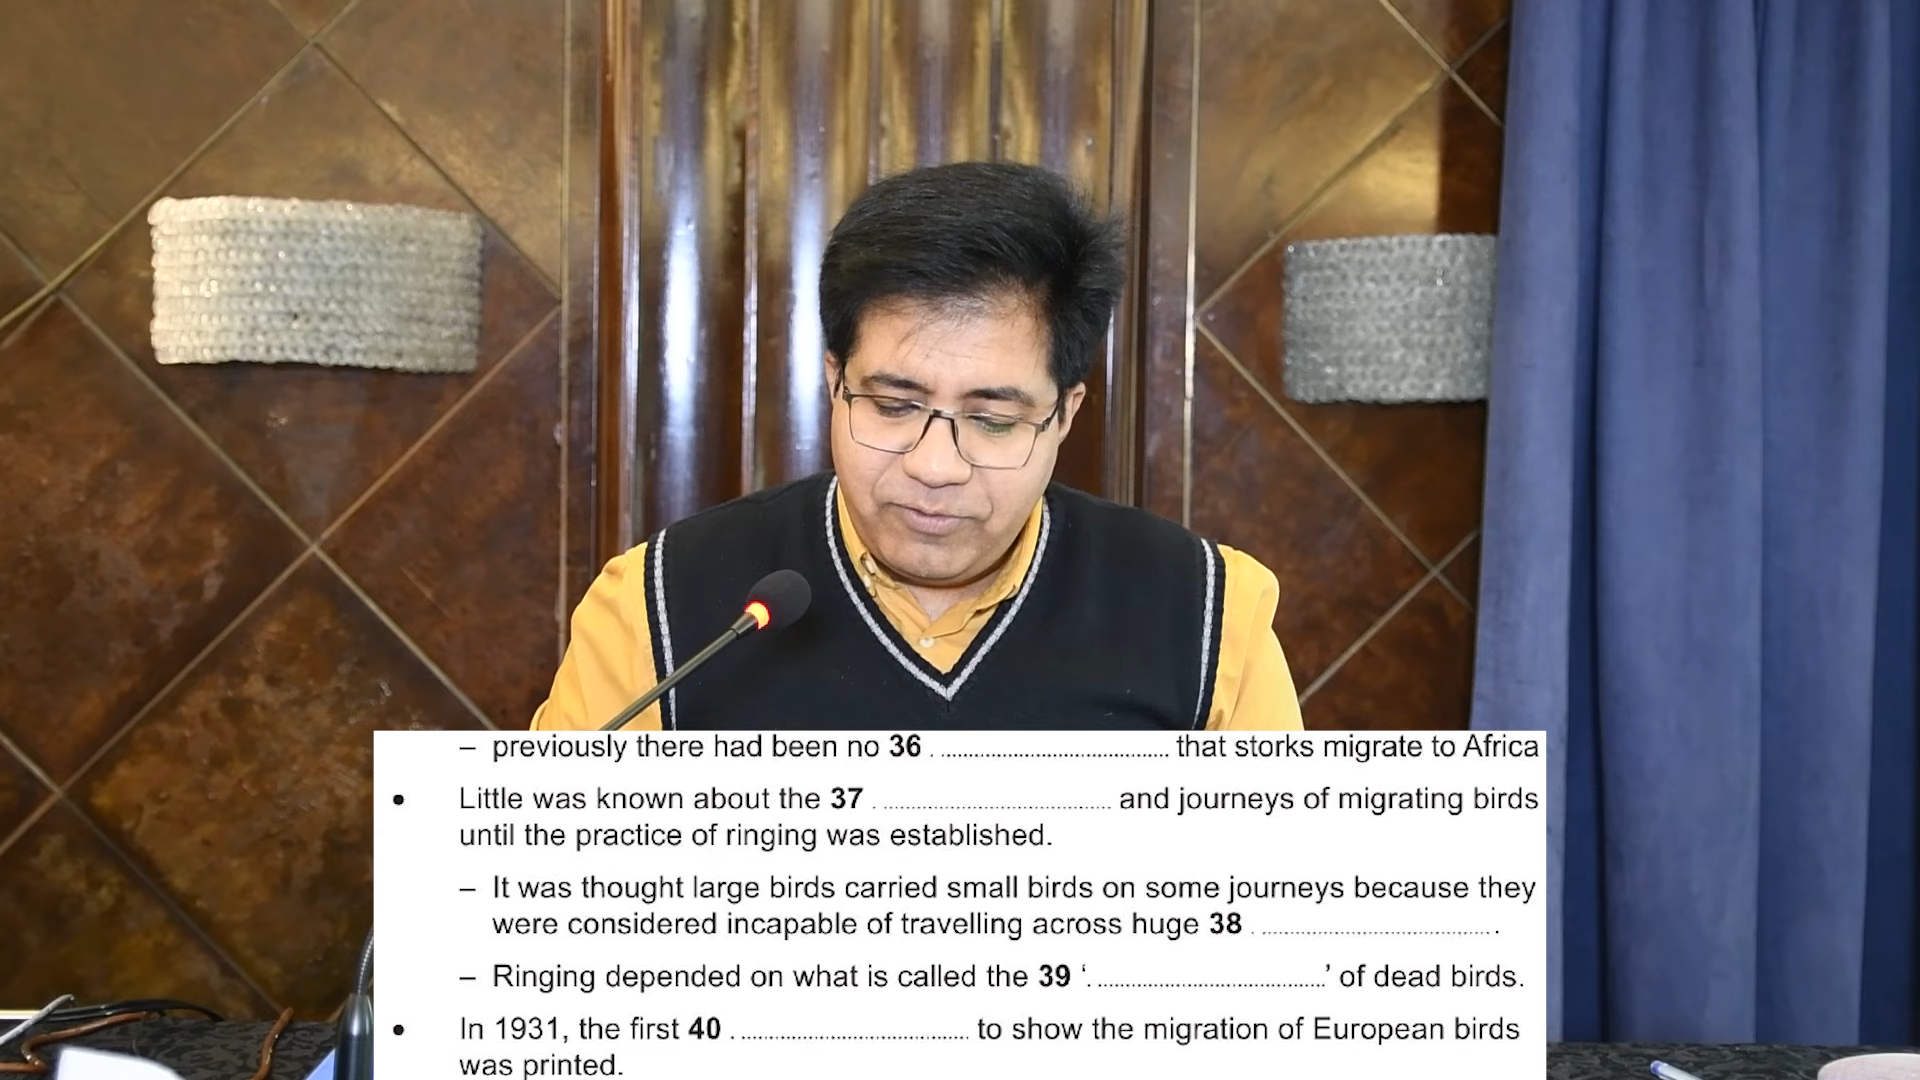 – previously there had been no 36 ................ that storks migrate to Africa
• Little was known about the 37 ................ and journeys of migrating birds
until the practice of ringing was established.
– It was thought large birds carried small birds on some journeys because they
were considered incapable of travelling across huge 38 ................ .
– Ringing depended on what is called the 39 ‘................’ of dead birds.
• In 1931, the first 40 ................ to show the migration of European birds
was printed.